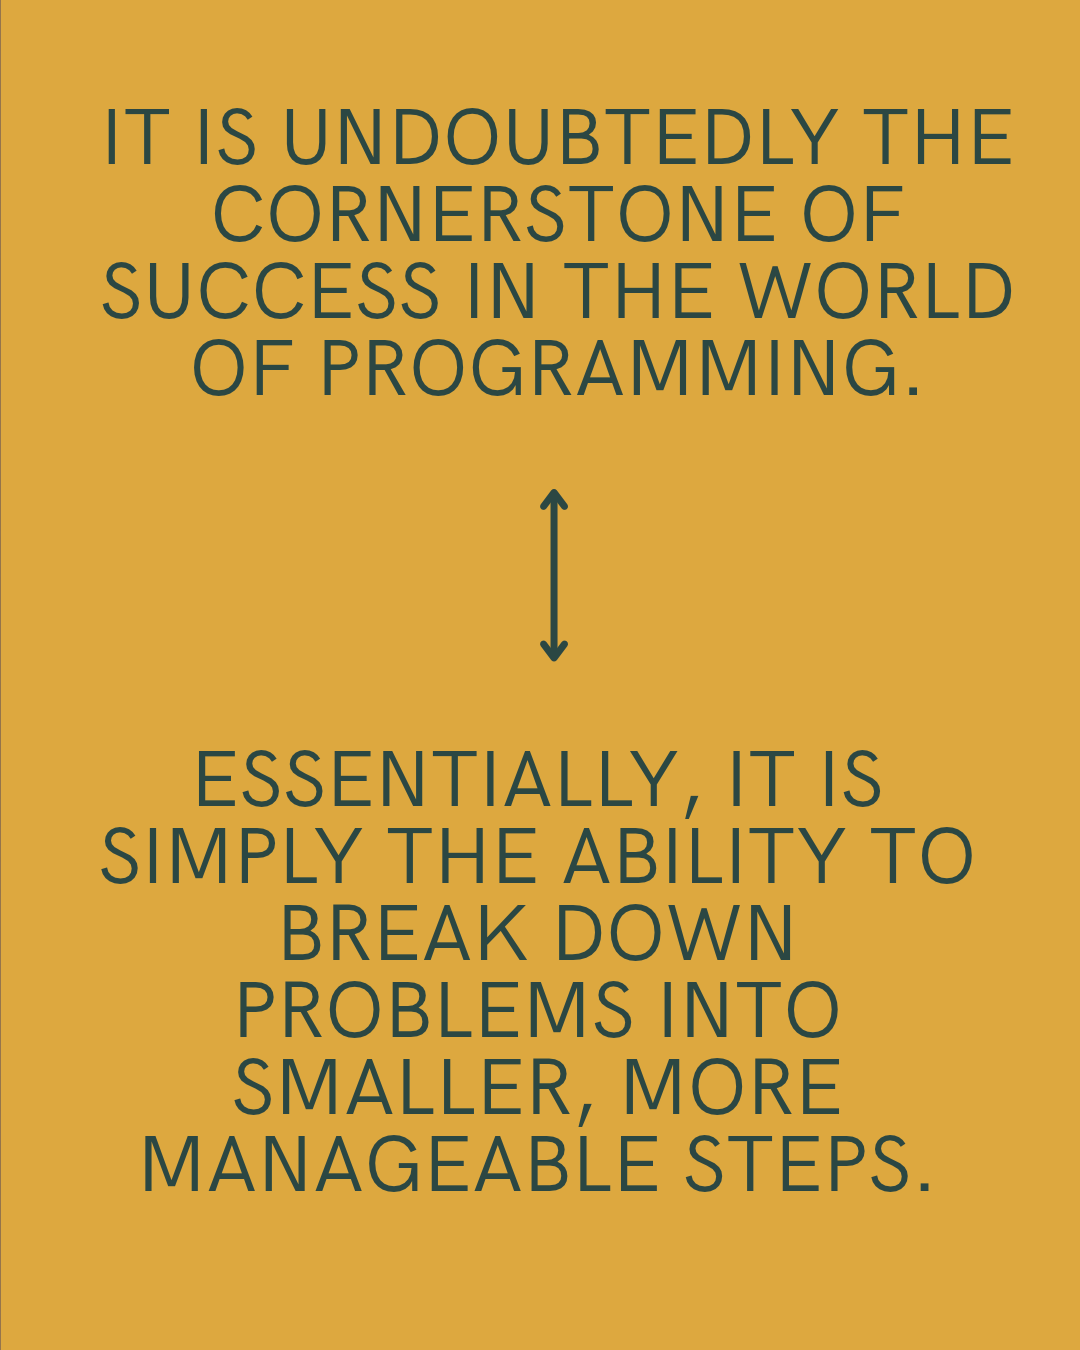 IT IS UNDOUBTEDLY THE
CORNERSTONE OF
SUCCESS IN THE WORLD
OF PROGRAMMING.
ESSENTIALLY, IT IS
SIMPLY THE ABILITY TO
BREAK DOWN
PROBLEMS INTO
SMALLER, MORE
MANAGEABLE STEPS.